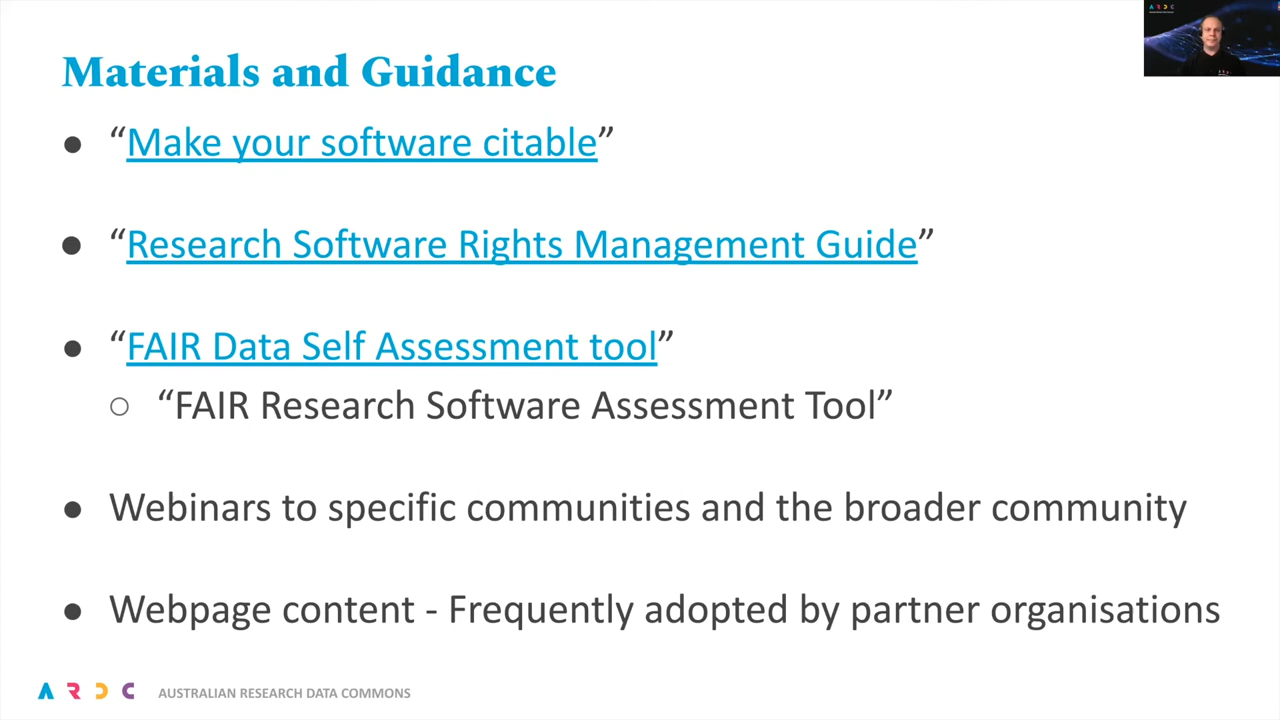 Materials and Guidance
● “Make your software citable”
● “Research Software Rights Management Guide”
● “FAIR Data Self Assessment tool”
○ “FAIR Research Software Assessment Tool”
● Webinars to specific communities and the broader community
● Webpage content - Frequently adopted by partner organisations
ARDC AUSTRALIAN RESEARCH DATA COMMONS
ARDC